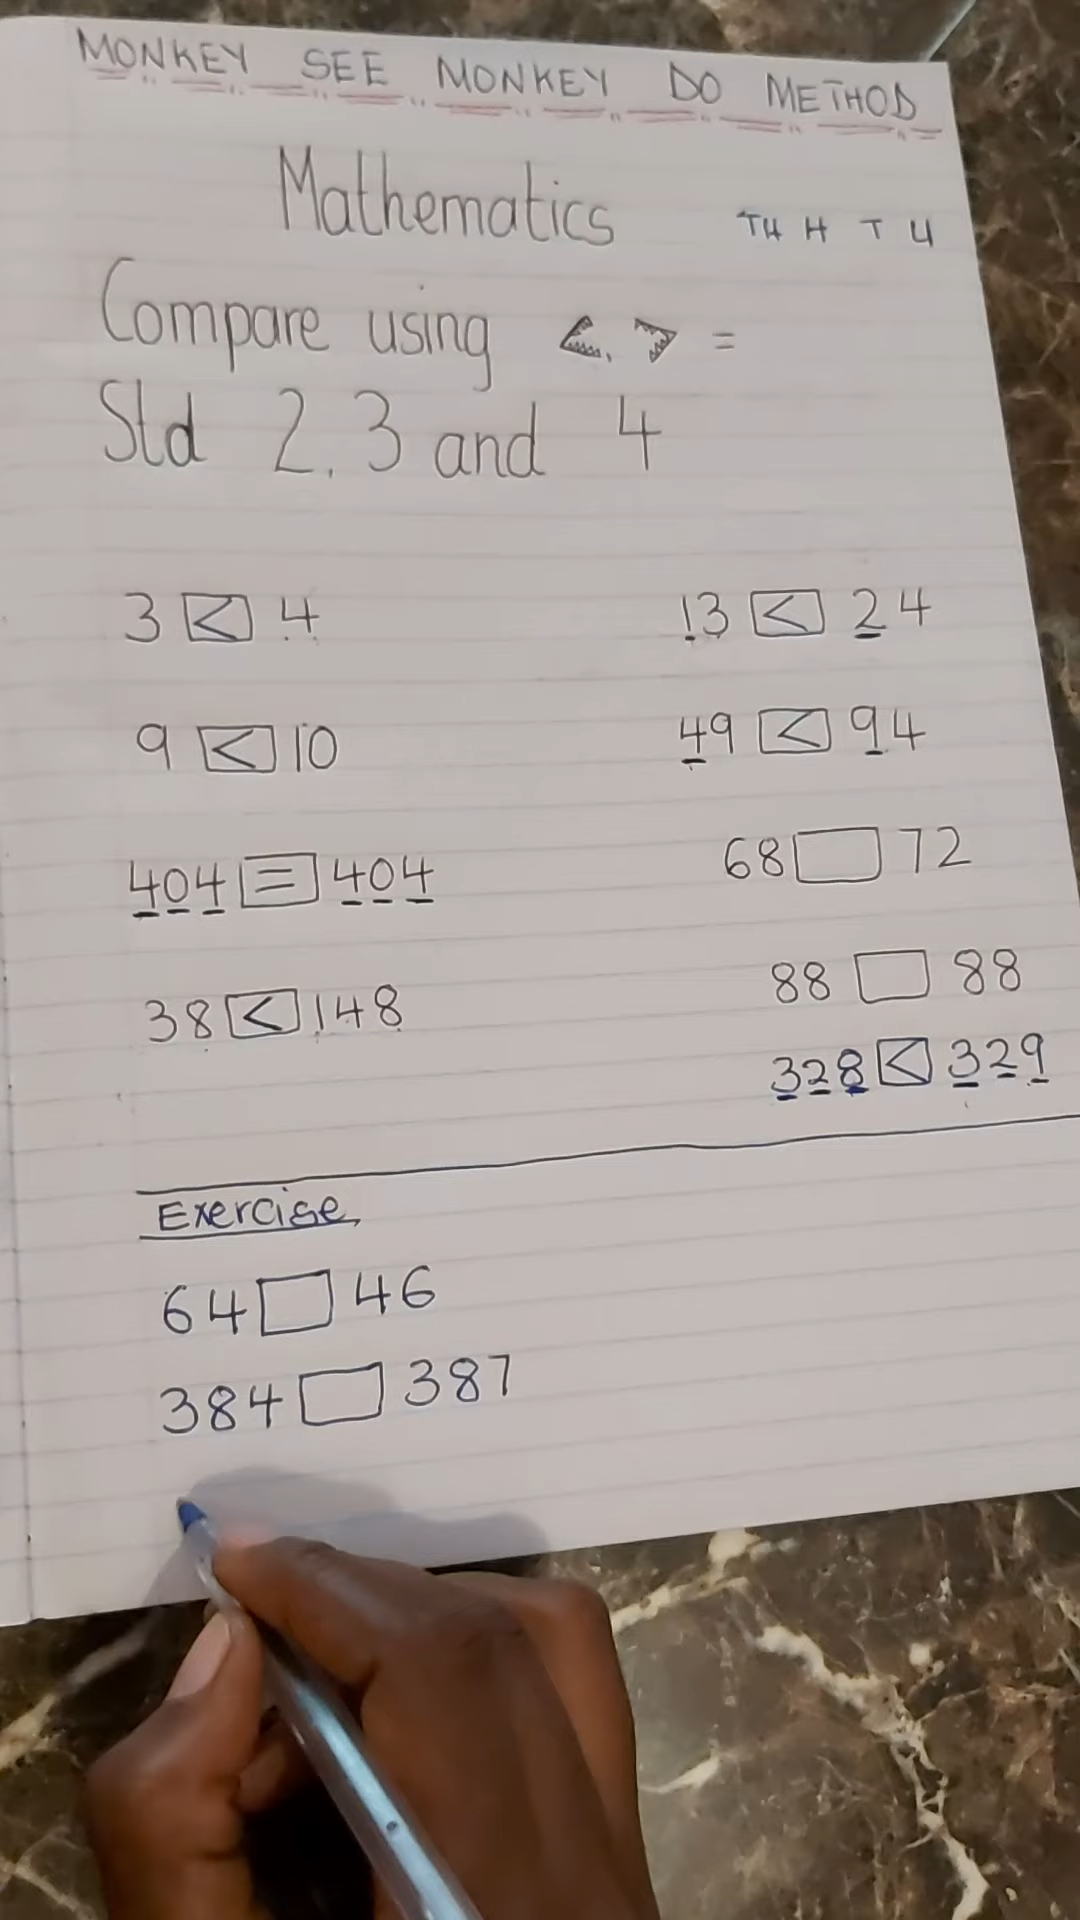 MONKEY SEE MONKEY DO METHOD
Mathematics
TH H T U
Compare using <, > =
Std 2, 3 and 4
3 < 4
13 < 24
9 < 10
49 < 94
404 = 404
68 □ 72
38 < 148
88 □ 88
328 < 329
Exercise
64 □ 46
384 □ 387